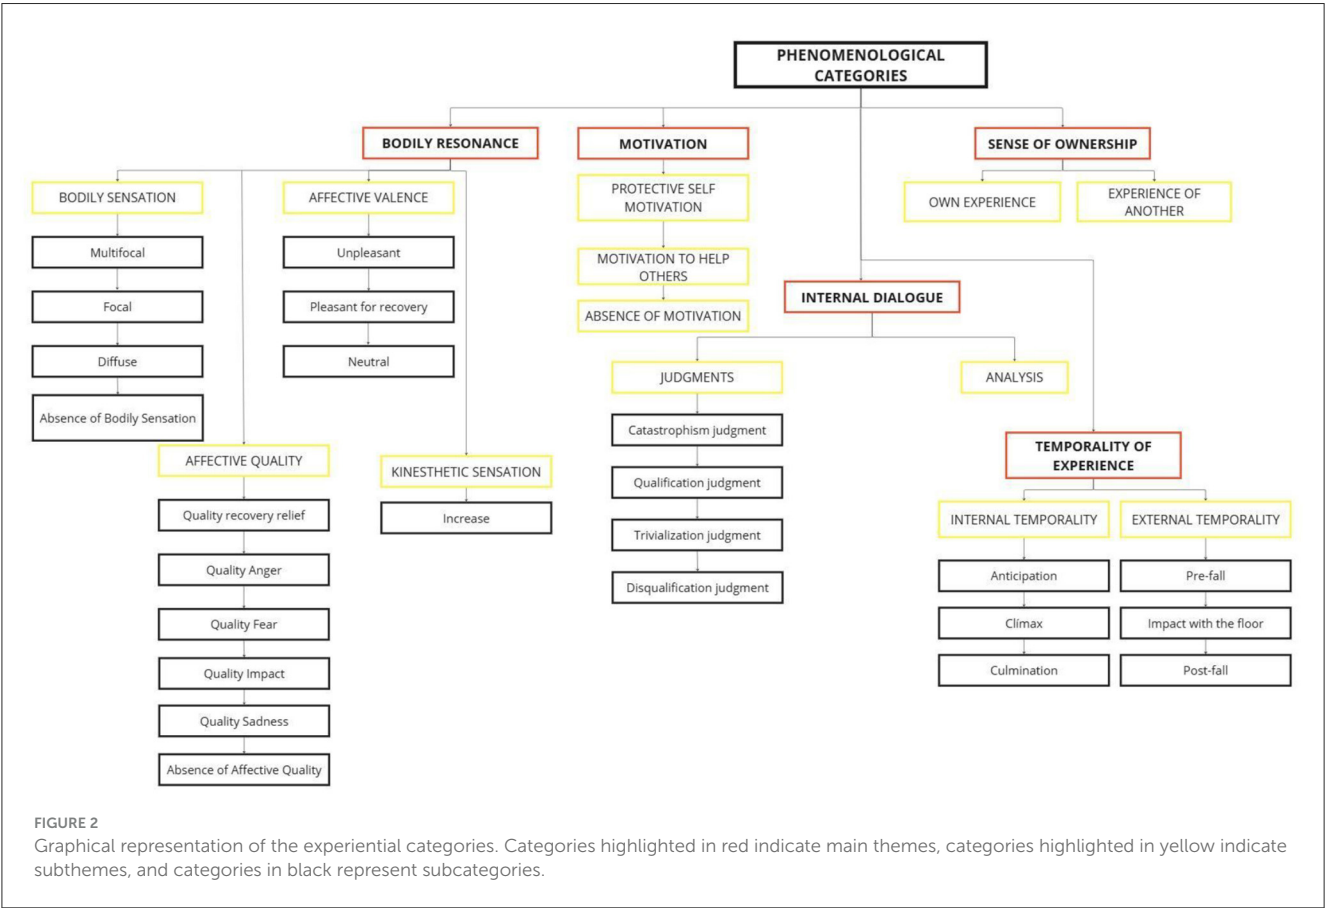 PHENOMENOLOGICAL
CATEGORIES
BODILY RESONANCE
MOTIVATION
SENSE OF OWNERSHIP
BODILY SENSATION
AFFECTIVE VALENCE
PROTECTIVE SELF
MOTIVATION
OWN EXPERIENCE
EXPERIENCE OF
ANOTHER
Multifocal
Unpleasant
MOTIVATION TO HELP
OTHERS
Focal
Pleasant for recovery
ABSENCE OF MOTIVATION
INTERNAL DIALOGUE
Diffuse
Neutral
JUDGMENTS
ANALYSIS
Absence of Bodily Sensation
Catastrophism judgment
TEMPORALITY OF
EXPERIENCE
AFFECTIVE QUALITY
KINESTHETIC SENSATION
Qualification judgment
Quality recovery relief
Increase
Trivialization judgment
INTERNAL TEMPORALITY
EXTERNAL TEMPORALITY
Quality Anger
Disqualification judgment
Anticipation
Pre-fall
Quality Fear
Clímax
Impact with the floor
Quality Impact
Culmination
Post-fall
Quality Sadness
Absence of Affective Quality
FIGURE 2
Graphical representation of the experiential categories. Categories highlighted in red indicate main themes, categories highlighted in yellow indicate
subthemes, and categories in black represent subcategories.